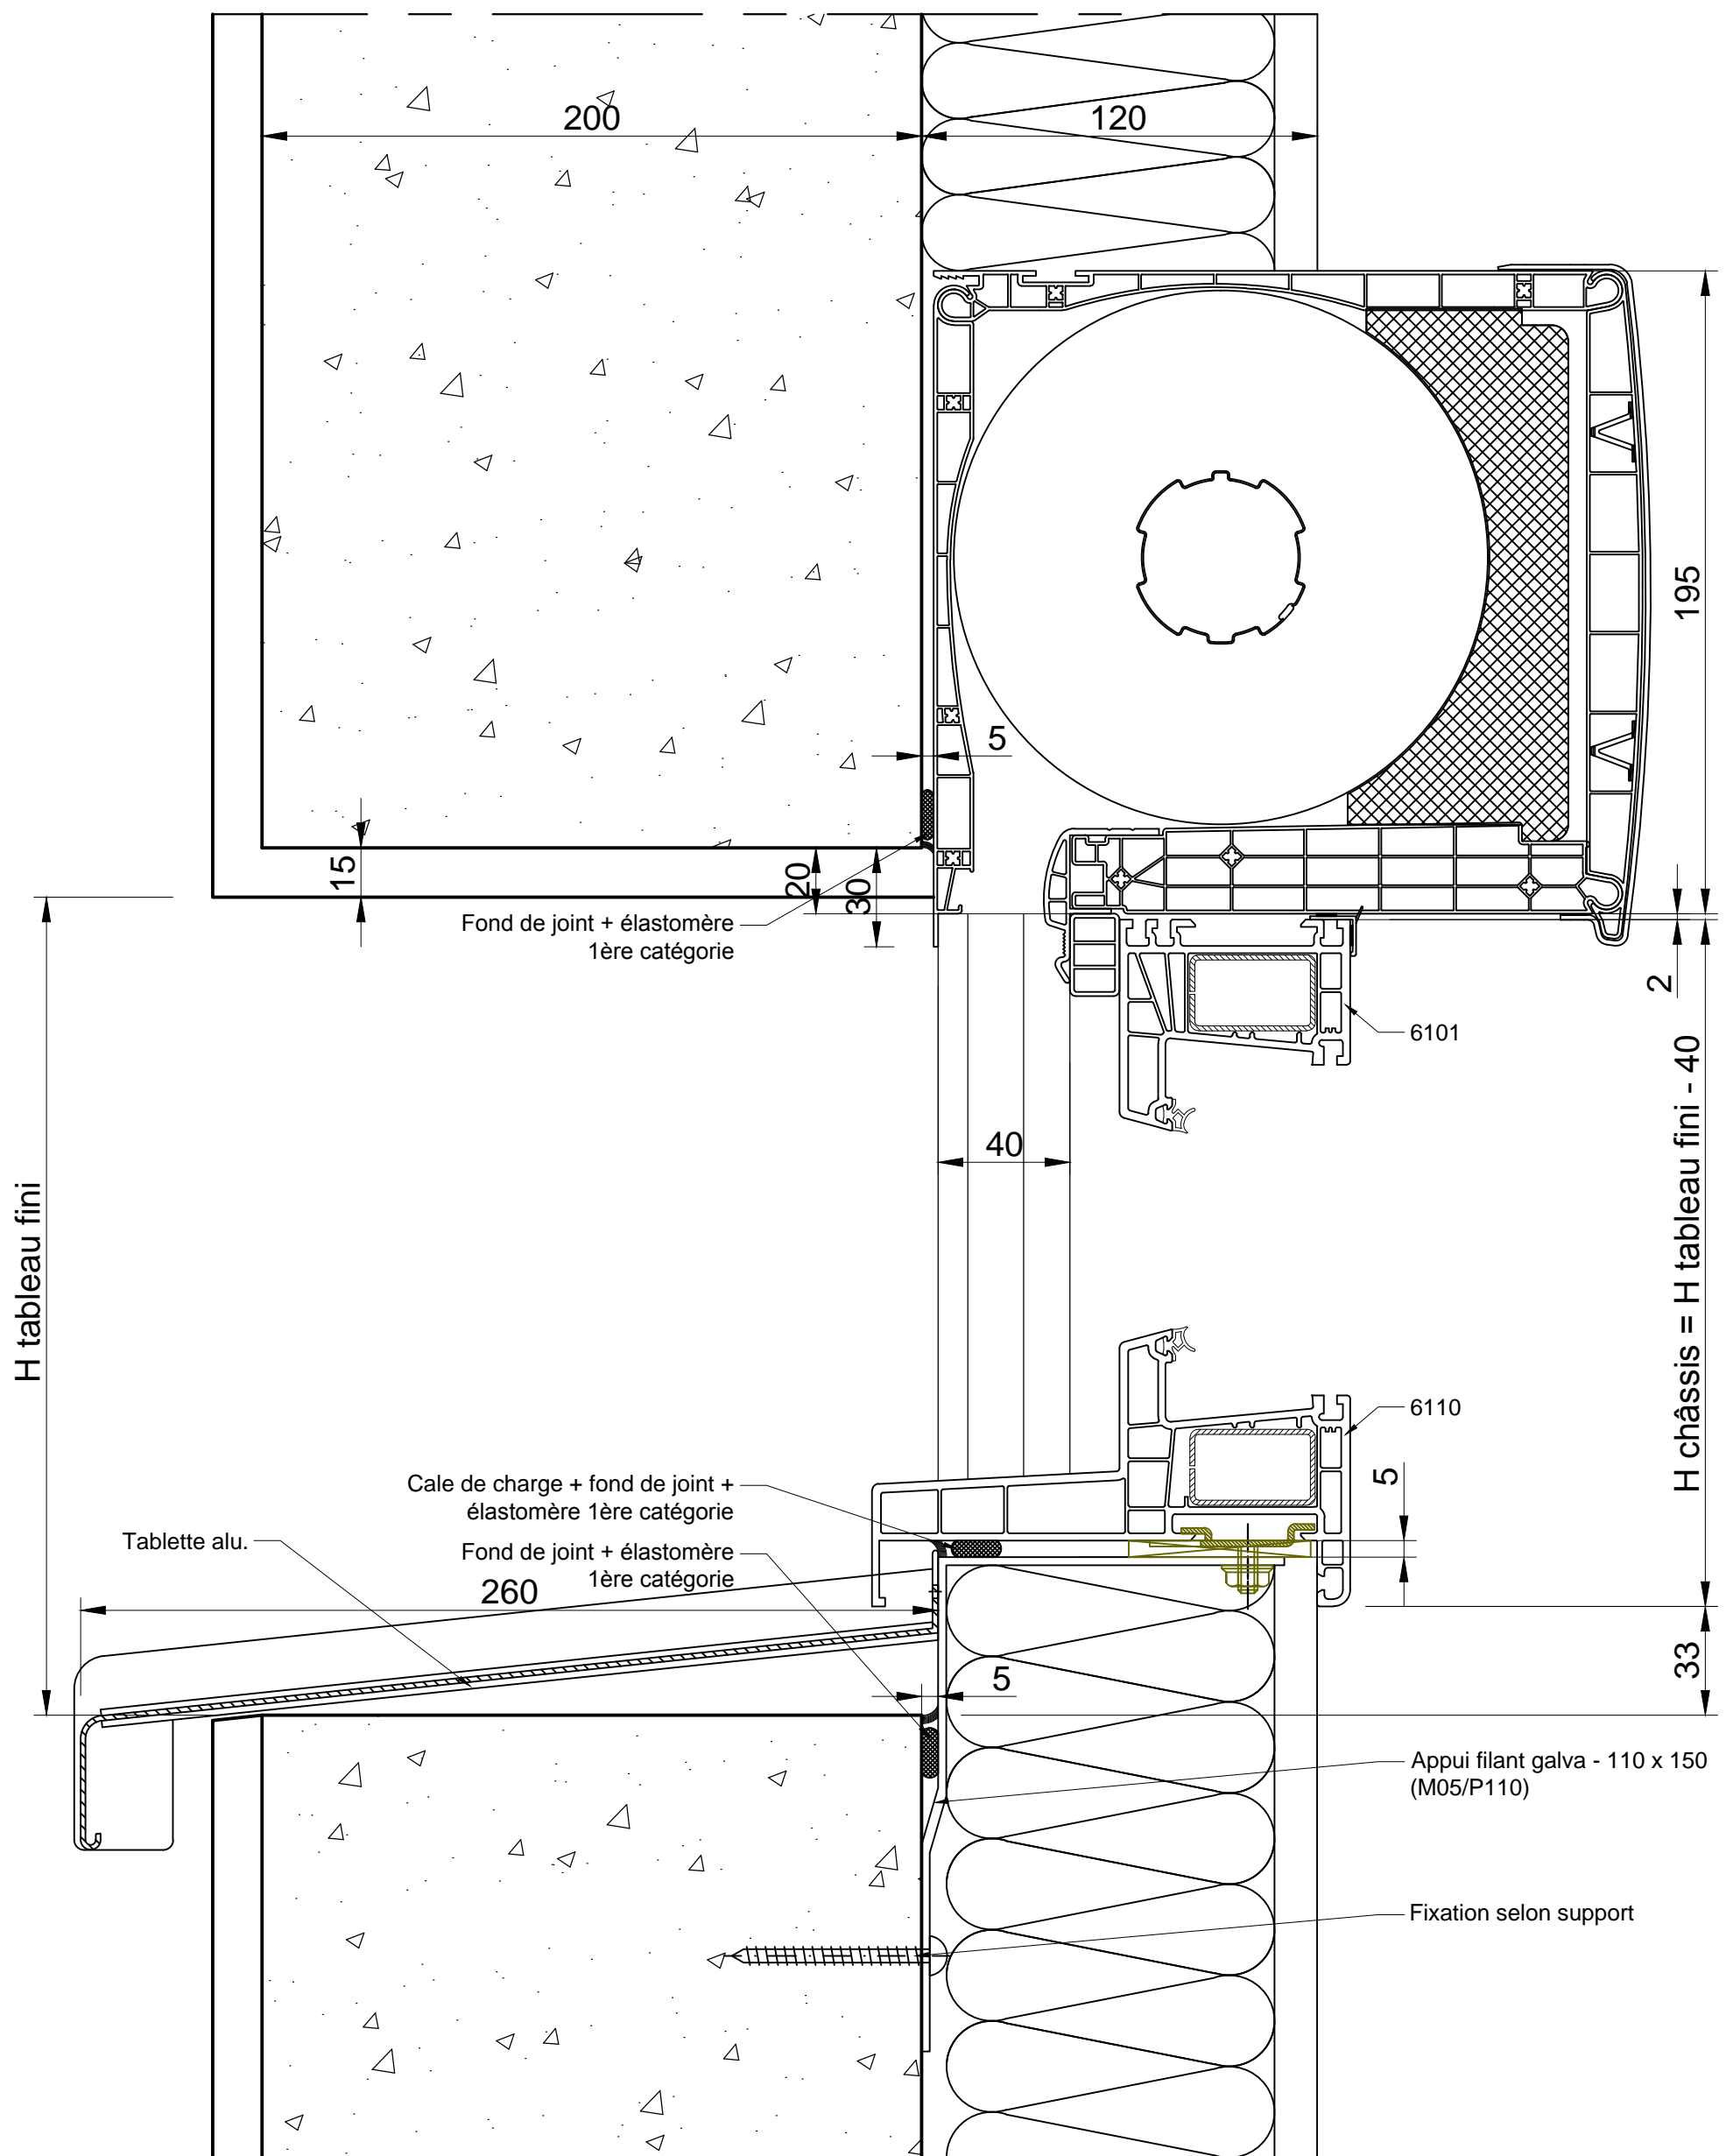 200
120
195
5
15
20
30
Fond de joint + élastomère
1ère catégorie
2
6101
40
H tableau fini
H châssis = H tableau fini - 40
6110
5
Cale de charge + fond de joint +
élastomère 1ère catégorie
Tablette alu.
Fond de joint + élastomère
1ère catégorie
260
33
5
Appui filant galva - 110 x 150
(M05/P110)
Fixation selon support